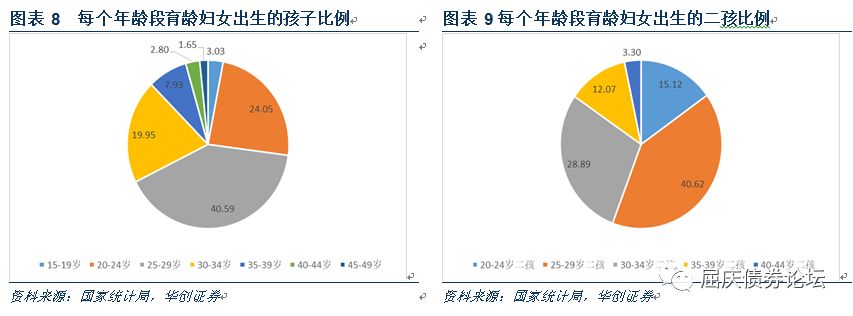 图表 8 每个年龄段育龄妇女出生的孩子比例
3.03
24.05
40.59
19.95
7.93
2.80
1.65
15-19岁 20-24岁 25-29岁 30-34岁 35-39岁 40-44岁 45-49岁
资料来源：国家统计局，华创证券
图表 9 每个年龄段育龄妇女出生的二孩比例
15.12
40.62
28.89
12.07
3.30
20-24岁二孩 25-29岁二孩 30-34岁二孩 35-39岁二孩 40-44岁二孩
资料来源：国家统计局，华创证券
屈庆债券论坛